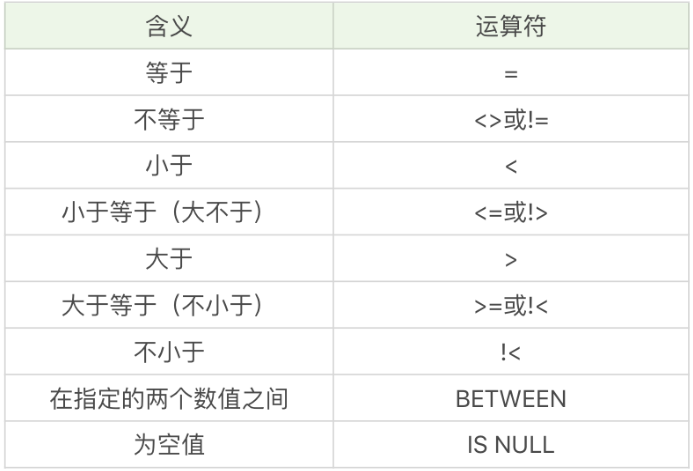 含义 运算符
等于 =
不等于 <>或!=
小于 <
小于等于（大不于） <=或!>
大于 >
大于等于（不小于） >=或!<
不小于 !<
在指定的两个数值之间 BETWEEN
为空值 IS NULL